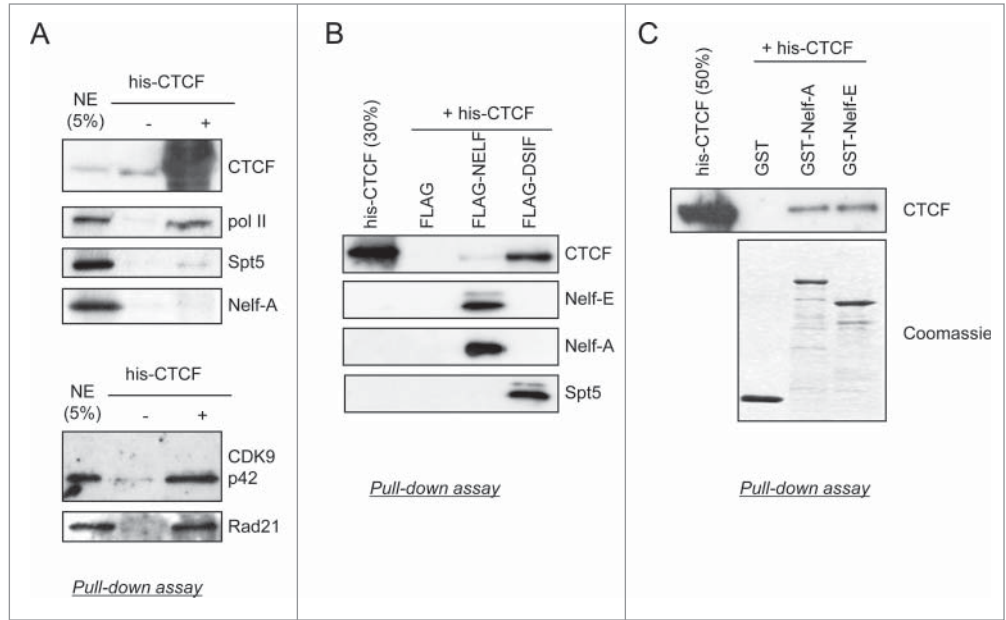 A
his-CTCF
NE
(5%)
- +
CTCF
pol II
Spt5
Nelf-A
his-CTCF
NE
(5%)
- +
CDK9
p42
Rad21
Pull-down assay
B
+ his-CTCF
his-CTCF (30%)
FLAG
FLAG-NELF
FLAG-DSIF
CTCF
Nelf-E
Nelf-A
Spt5
Pull-down assay
C
+ his-CTCF
his-CTCF (50%)
GST
GST-Nelf-A
GST-Nelf-E
CTCF
Coomassie
Pull-down assay